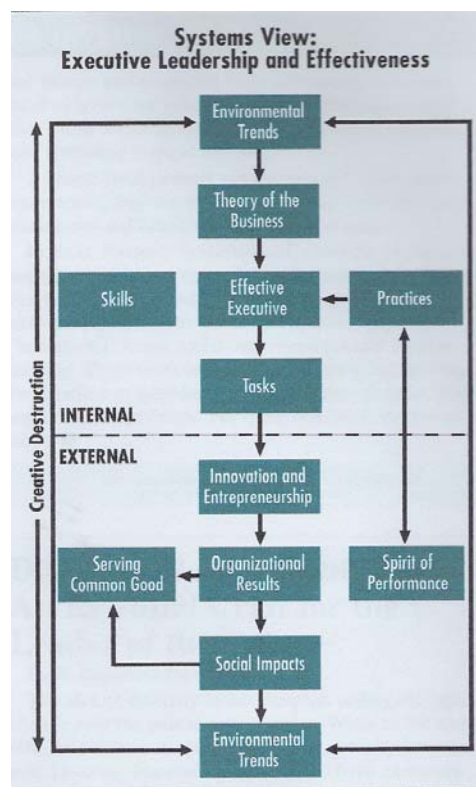 Systems View:
Executive Leadership and Effectiveness
Environmental
Trends
Theory of the
Business
Skills
Effective
Executive
Practices
Tasks
INTERNAL
EXTERNAL
Creative Destruction
Innovation and
Entrepreneurship
Serving
Common Good
Organizational
Results
Spirit of
Performance
Social Impacts
Environmental
Trends